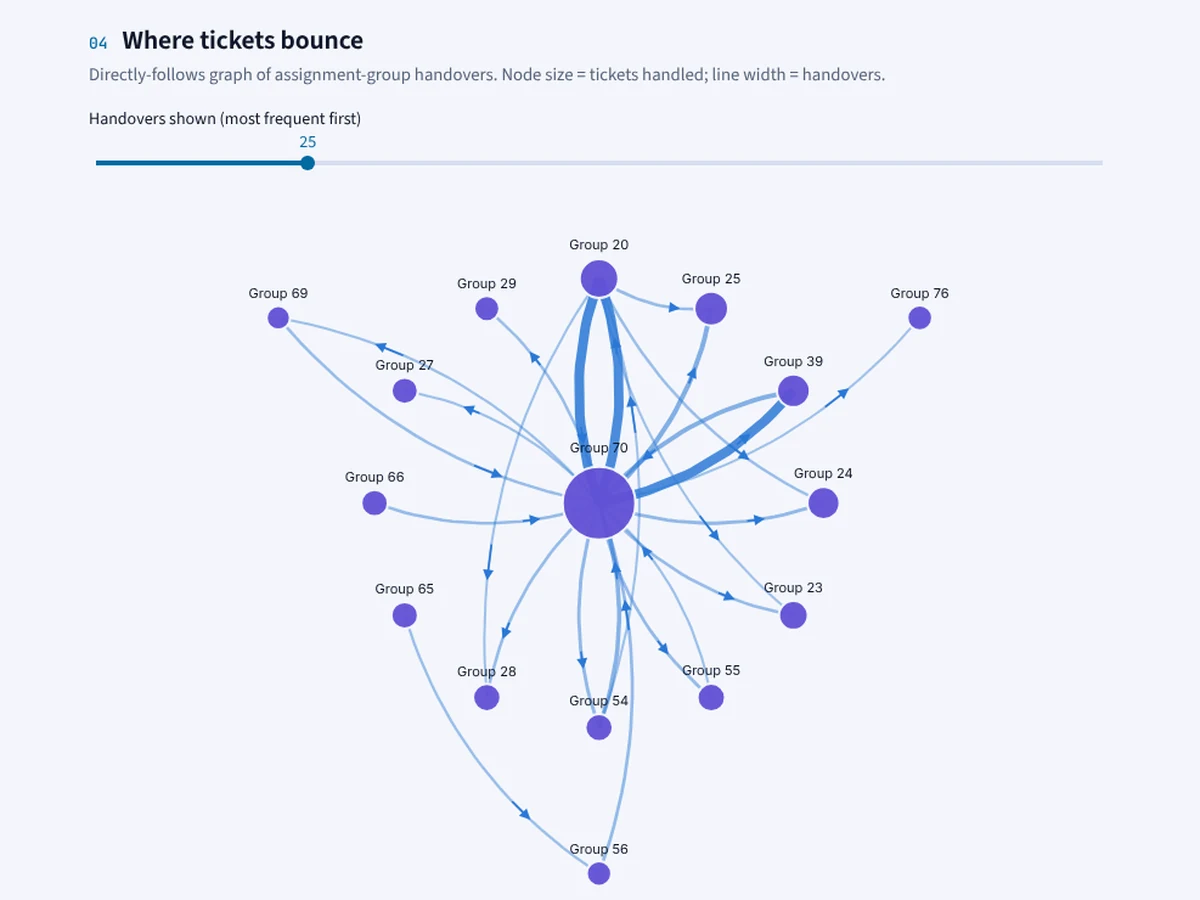 04 Where tickets bounce
Directly-follows graph of assignment-group handovers. Node size = tickets handled; line width = handovers.
Handovers shown (most frequent first)
25
Group 20
Group 25
Group 29
Group 69
Group 76
Group 39
Group 27
Group 70
Group 24
Group 66
Group 23
Group 65
Group 55
Group 28
Group 54
Group 56